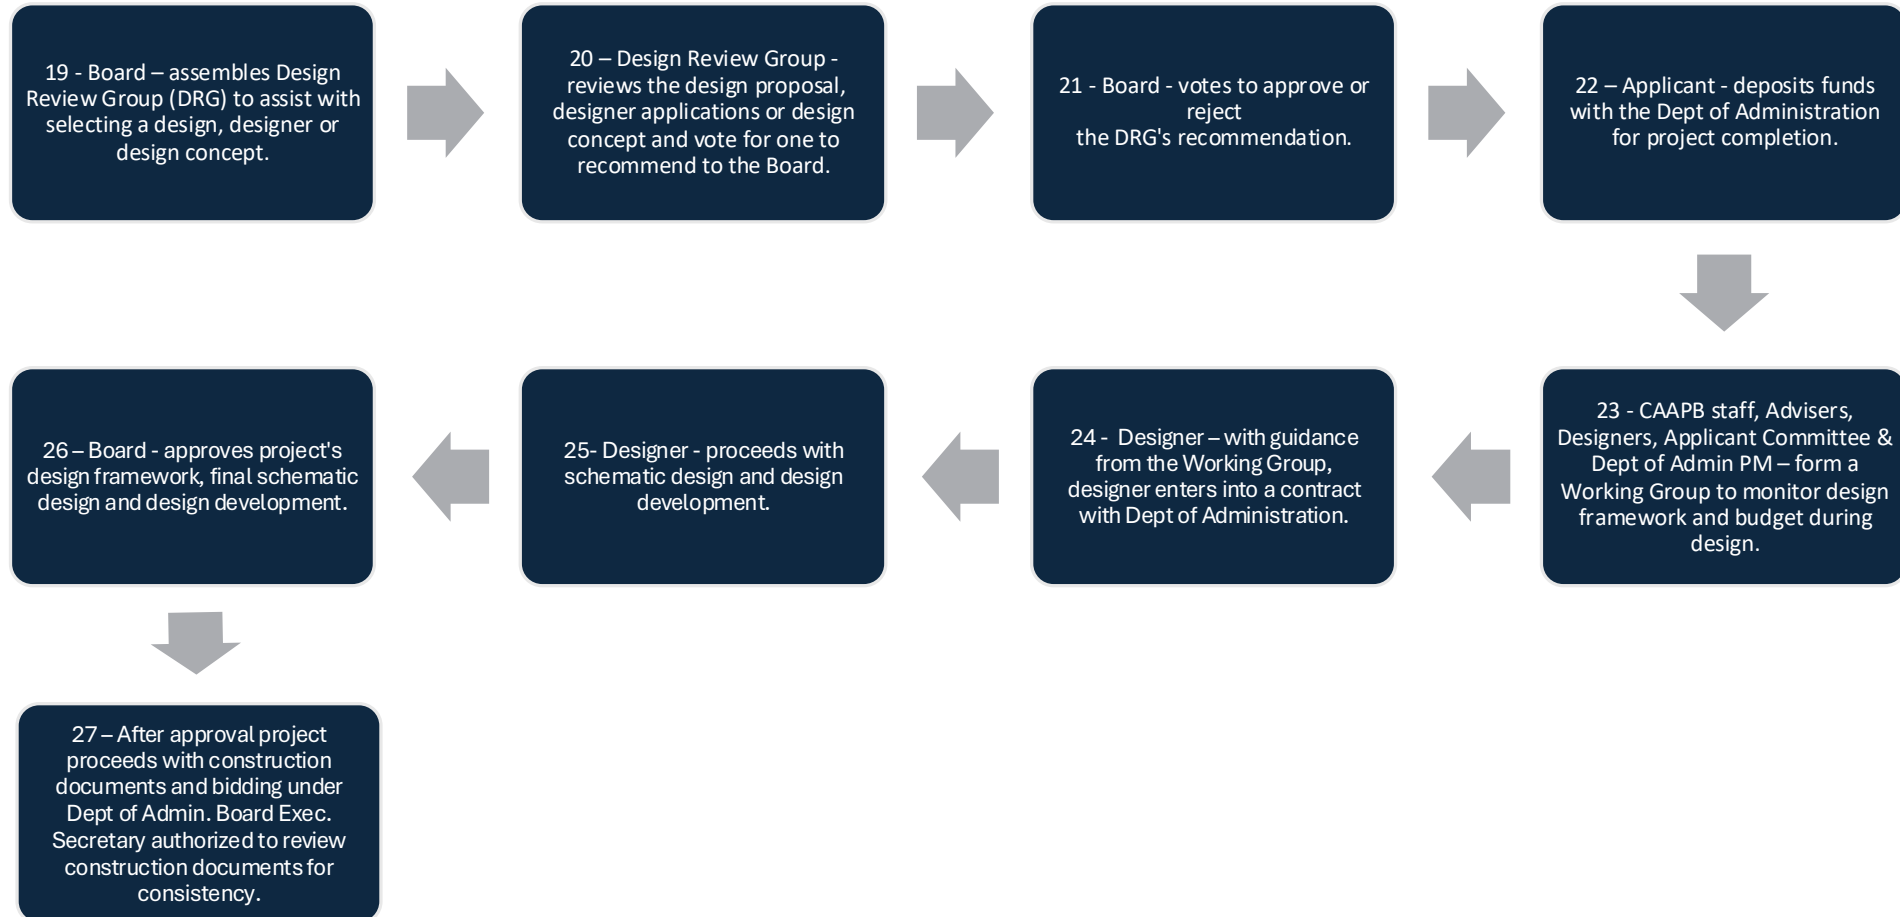 19 - Board – assembles Design
Review Group (DRG) to assist with
selecting a design, designer or
design concept.
20 – Design Review Group -
reviews the design proposal,
designer applications or design
concept and vote for one to
recommend to the Board.
21 - Board - votes to approve or
reject
the DRG's recommendation.
22 – Applicant - deposits funds
with the Dept of Administration
for project completion.
23 - CAAPB staff, Advisers,
Designers, Applicant Committee &
Dept of Admin PM – form a
Working Group to monitor design
framework and budget during
design.
24 - Designer – with guidance
from the Working Group,
designer enters into a contract
with Dept of Administration.
25- Designer - proceeds with
schematic design and design
development.
26 – Board - approves project's
design framework, final schematic
design and design development.
27 – After approval project
proceeds with construction
documents and bidding under
Dept of Admin. Board Exec.
Secretary authorized to review
construction documents for
consistency.